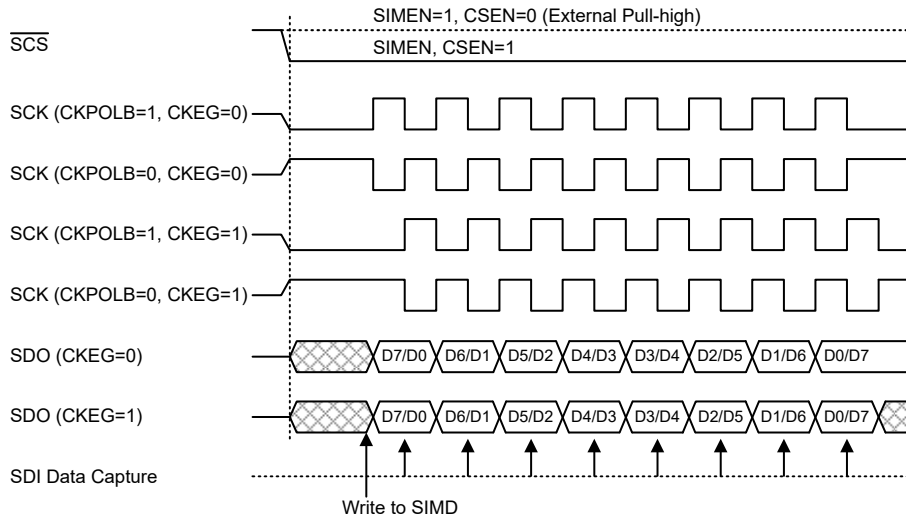 SIMEN=1, CSEN=0 (External Pull-high)
SCS
SIMEN, CSEN=1
SCK (CKPOLB=1, CKEG=0)
SCK (CKPOLB=0, CKEG=0)
SCK (CKPOLB=1, CKEG=1)
SCK (CKPOLB=0, CKEG=1)
SDO (CKEG=0) D7/D0 D6/D1 D5/D2 D4/D3 D3/D4 D2/D5 D1/D6 D0/D7
SDO (CKEG=1) D7/D0 D6/D1 D5/D2 D4/D3 D3/D4 D2/D5 D1/D6 D0/D7
SDI Data Capture
Write to SIMD